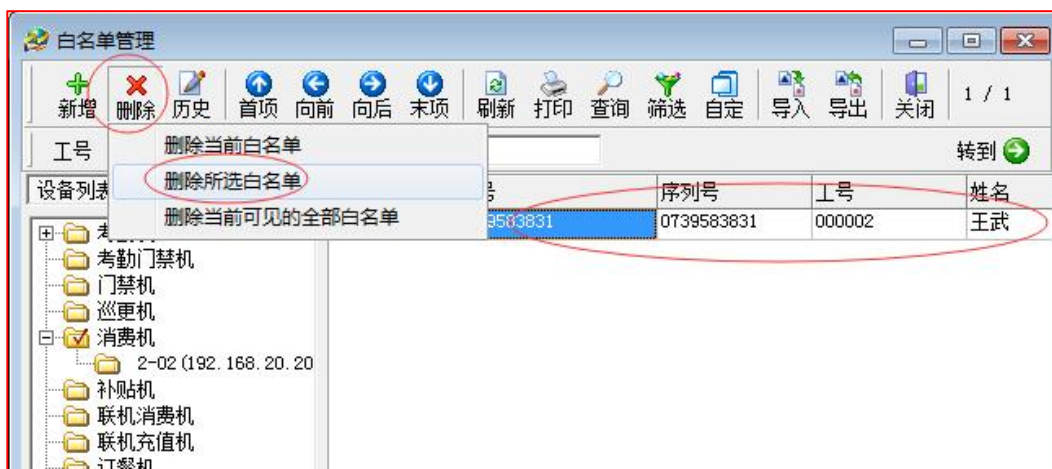 白名单管理
新增 删除 历史 首项 向前 向后 末项 刷新 打印 查询 筛选 自定 导入 导出 关闭 1 / 1
工号 转到
删除当前白名单
删除所选白名单
删除当前可见的全部白名单
设备列表 号 序列号 工号 姓名
9583831 0739583831 000002 王武
考勤门禁机
门禁机
巡更机
消费机
2-02(192.168.20.20
补贴机
联机消费机
联机充值机
订餐机